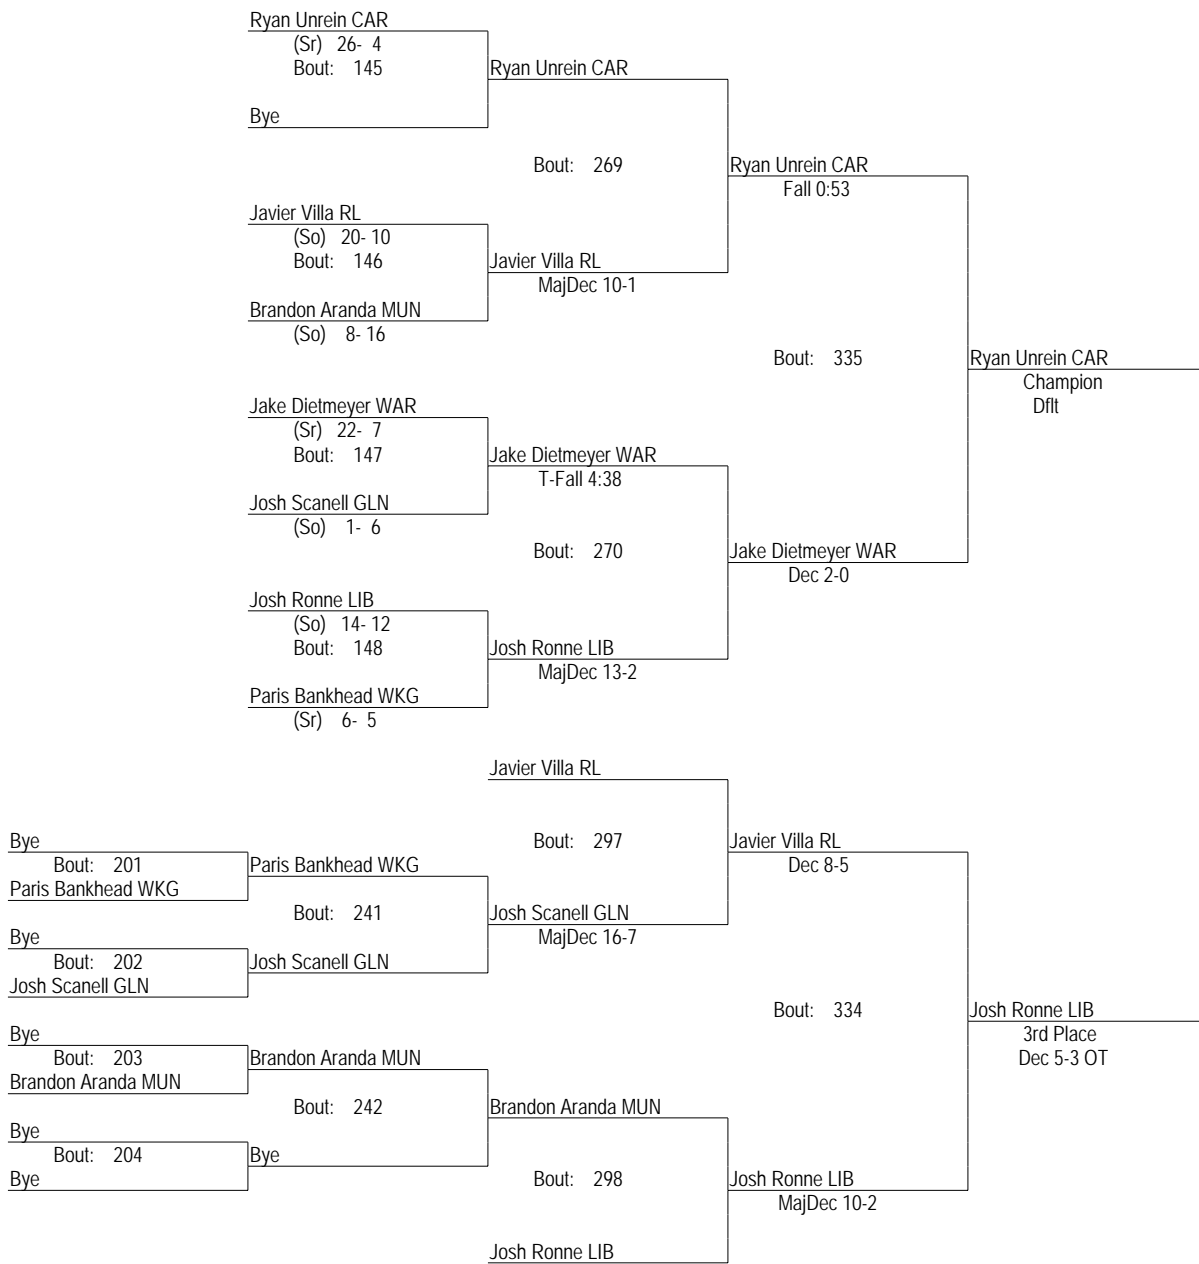 Ryan Unrein CAR
(Sr) 26- 4
Bout: 145
Ryan Unrein CAR
Bye
Bout: 269
Ryan Unrein CAR
Fall 0:53
Javier Villa RL
(So) 20- 10
Bout: 146
Javier Villa RL
MajDec 10-1
Brandon Aranda MUN
(So) 8- 16
Bout: 335
Ryan Unrein CAR
Champion
Dflt
Jake Dietmeyer WAR
(Sr) 22- 7
Bout: 147
Jake Dietmeyer WAR
T-Fall 4:38
Josh Scanell GLN
(So) 1- 6
Bout: 270
Jake Dietmeyer WAR
Dec 2-0
Josh Ronne LIB
(So) 14- 12
Bout: 148
Josh Ronne LIB
MajDec 13-2
Paris Bankhead WKG
(Sr) 6- 5
Javier Villa RL
Bye
Bout: 297
Javier Villa RL
Bout: 201
Paris Bankhead WKG
Dec 8-5
Paris Bankhead WKG
Bout: 241
Josh Scanell GLN
Bye
MajDec 16-7
Bout: 202
Josh Scanell GLN
Josh Scanell GLN
Bout: 334
Josh Ronne LIB
3rd Place
Dec 5-3 OT
Bye
Bout: 203
Brandon Aranda MUN
Brandon Aranda MUN
Bout: 242
Brandon Aranda MUN
Bye
Bout: 204
Bye
Bye
Bout: 298
Josh Ronne LIB
MajDec 10-2
Josh Ronne LIB